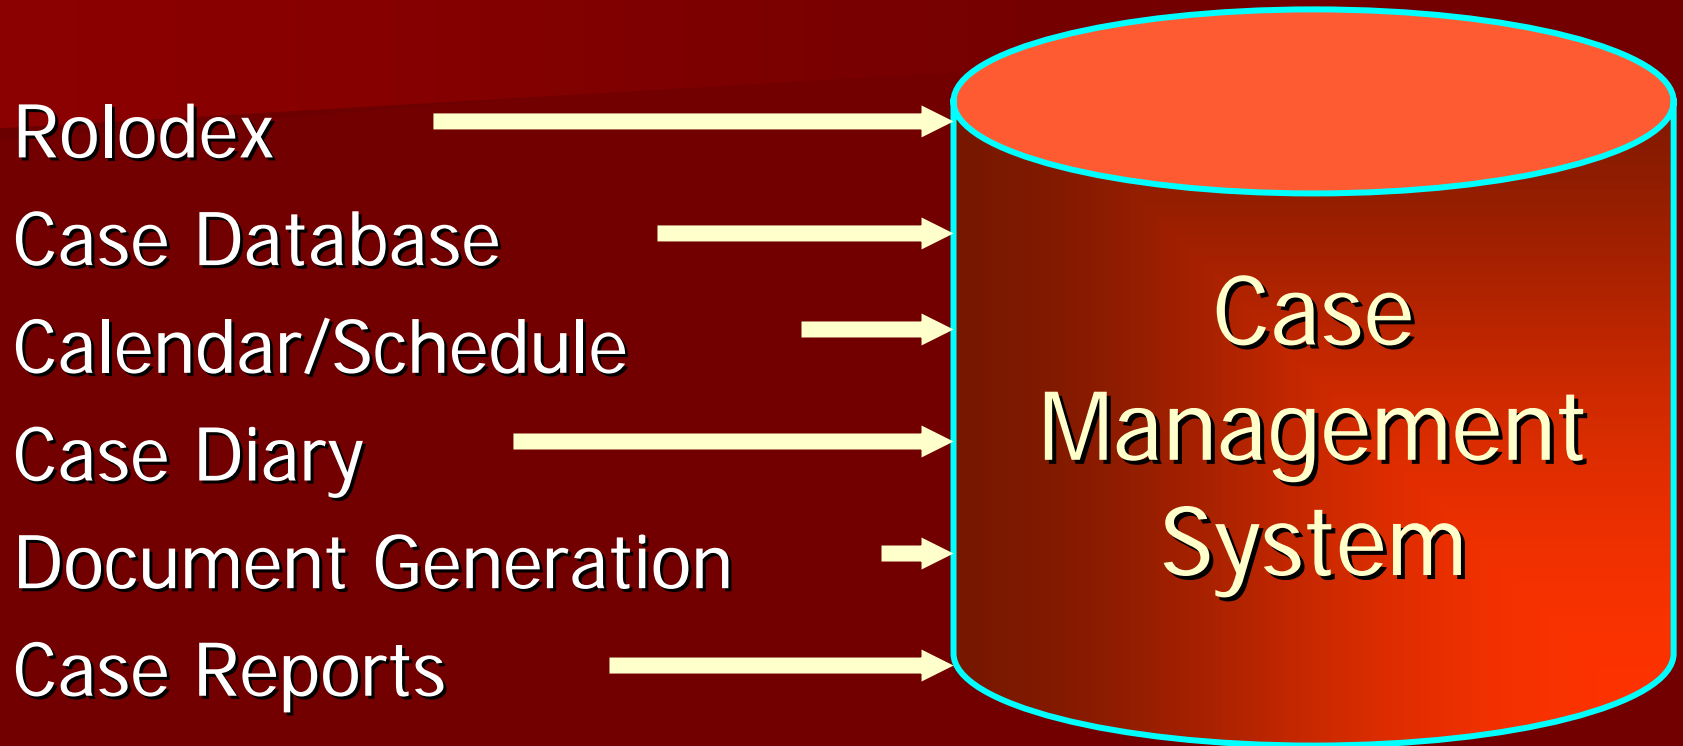 Rolodex
Case Database
Calendar/Schedule
Case Diary
Document Generation
Case Reports
Case
Management
System